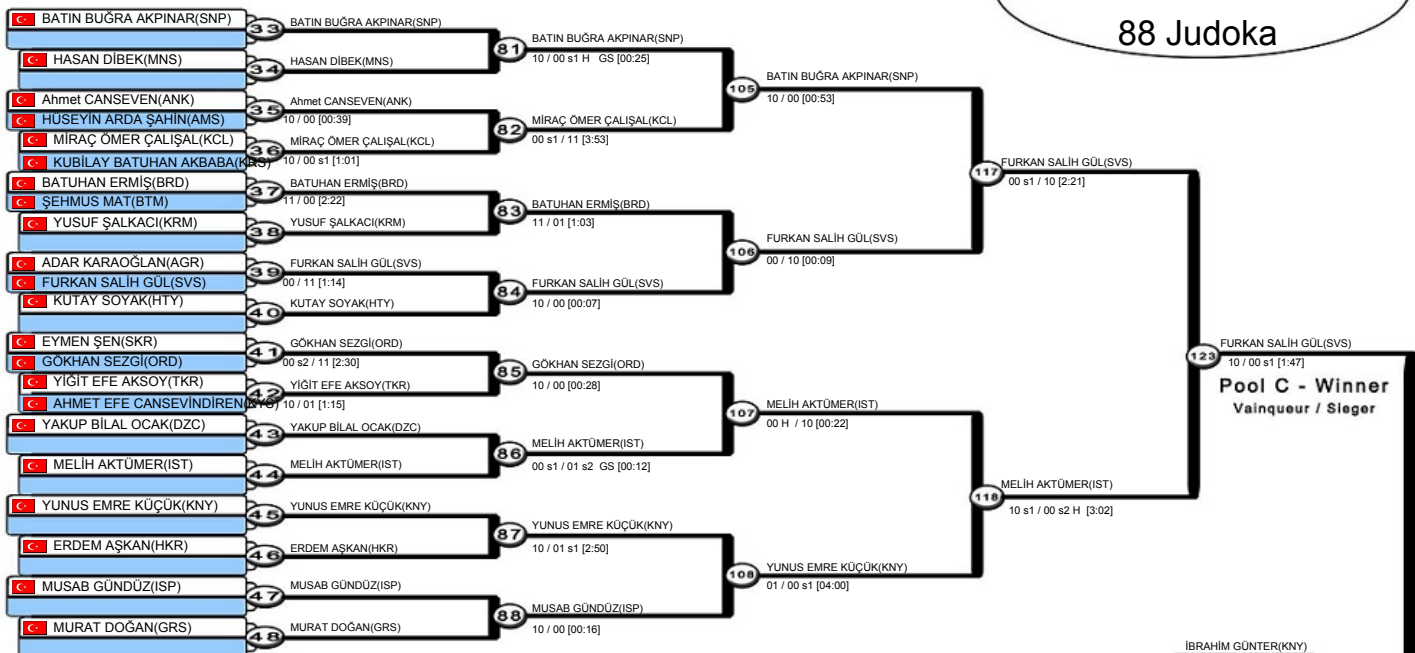 88 Judoka
BATIN BUĞRA AKPINAR(SNP)
33
BATIN BUĞRA AKPINAR(SNP)
HASAN DİBEK(MNS)
34
HASAN DİBEK(MNS)
81
BATIN BUĞRA AKPINAR(SNP)
10 / 00 s1 H GS [00:25]
Ahmet CANSEVEN(ANK)
HÜSEYİN ARDA ŞAHİN(AMS)
35
Ahmet CANSEVEN(ANK)
10 / 00 [00:39]
MİRAÇ ÖMER ÇALIŞAL(KCL)
KUBİLAY BATUHAN AKBABA(KRS)
36
MİRAÇ ÖMER ÇALIŞAL(KCL)
10 / 00 s1 [1:01]
82
MİRAÇ ÖMER ÇALIŞAL(KCL)
00 s1 / 11 [3:53]
105
BATIN BUĞRA AKPINAR(SNP)
10 / 00 [00:53]
BATUHAN ERMİŞ(BRD)
ŞEHMUS MAT(BTM)
37
BATUHAN ERMİŞ(BRD)
11 / 00 [2:22]
YUSUF ŞALKACI(KRM)
38
YUSUF ŞALKACI(KRM)
83
BATUHAN ERMİŞ(BRD)
11 / 01 [1:03]
ADAR KARAOĞLAN(AGR)
FURKAN SALİH GÜL(SVS)
39
FURKAN SALİH GÜL(SVS)
00 / 11 [1:14]
KUTAY SOYAK(HTY)
40
KUTAY SOYAK(HTY)
84
FURKAN SALİH GÜL(SVS)
10 / 00 [00:07]
106
FURKAN SALİH GÜL(SVS)
00 / 10 [00:09]
117
FURKAN SALİH GÜL(SVS)
00 s1 / 10 [2:21]
EYMEN ŞEN(SKR)
GÖKHAN SEZGİ(ORD)
41
GÖKHAN SEZGİ(ORD)
00 s2 / 11 [2:30]
YİĞİT EFE AKSOY(TKR)
AHMET EFE CANSEVİNDİREN(KYS)
42
YİĞİT EFE AKSOY(TKR)
10 / 01 [1:15]
85
GÖKHAN SEZGİ(ORD)
10 / 00 [00:28]
YAKUP BİLAL OCAK(DZC)
43
YAKUP BİLAL OCAK(DZC)
MELİH AKTÜMER(IST)
44
MELİH AKTÜMER(IST)
86
MELİH AKTÜMER(IST)
00 s1 / 01 s2 GS [00:12]
107
MELİH AKTÜMER(IST)
00 H / 10 [00:22]
YUNUS EMRE KÜÇÜK(KNY)
45
YUNUS EMRE KÜÇÜK(KNY)
ERDEM AŞKAN(HKR)
46
ERDEM AŞKAN(HKR)
87
YUNUS EMRE KÜÇÜK(KNY)
10 / 01 s1 [2:50]
MUSAB GÜNDÜZ(ISP)
47
MUSAB GÜNDÜZ(ISP)
MURAT DOĞAN(GRS)
48
MURAT DOĞAN(GRS)
88
MUSAB GÜNDÜZ(ISP)
10 / 00 [00:16]
108
YUNUS EMRE KÜÇÜK(KNY)
01 / 00 s1 [04:00]
118
MELİH AKTÜMER(IST)
10 s1 / 00 s2 H [3:02]
123
FURKAN SALİH GÜL(SVS)
10 / 00 s1 [1:47]
Pool C - Winner
Vainqueur / Sieger
İBRAHİM GÜNTER(KNY)